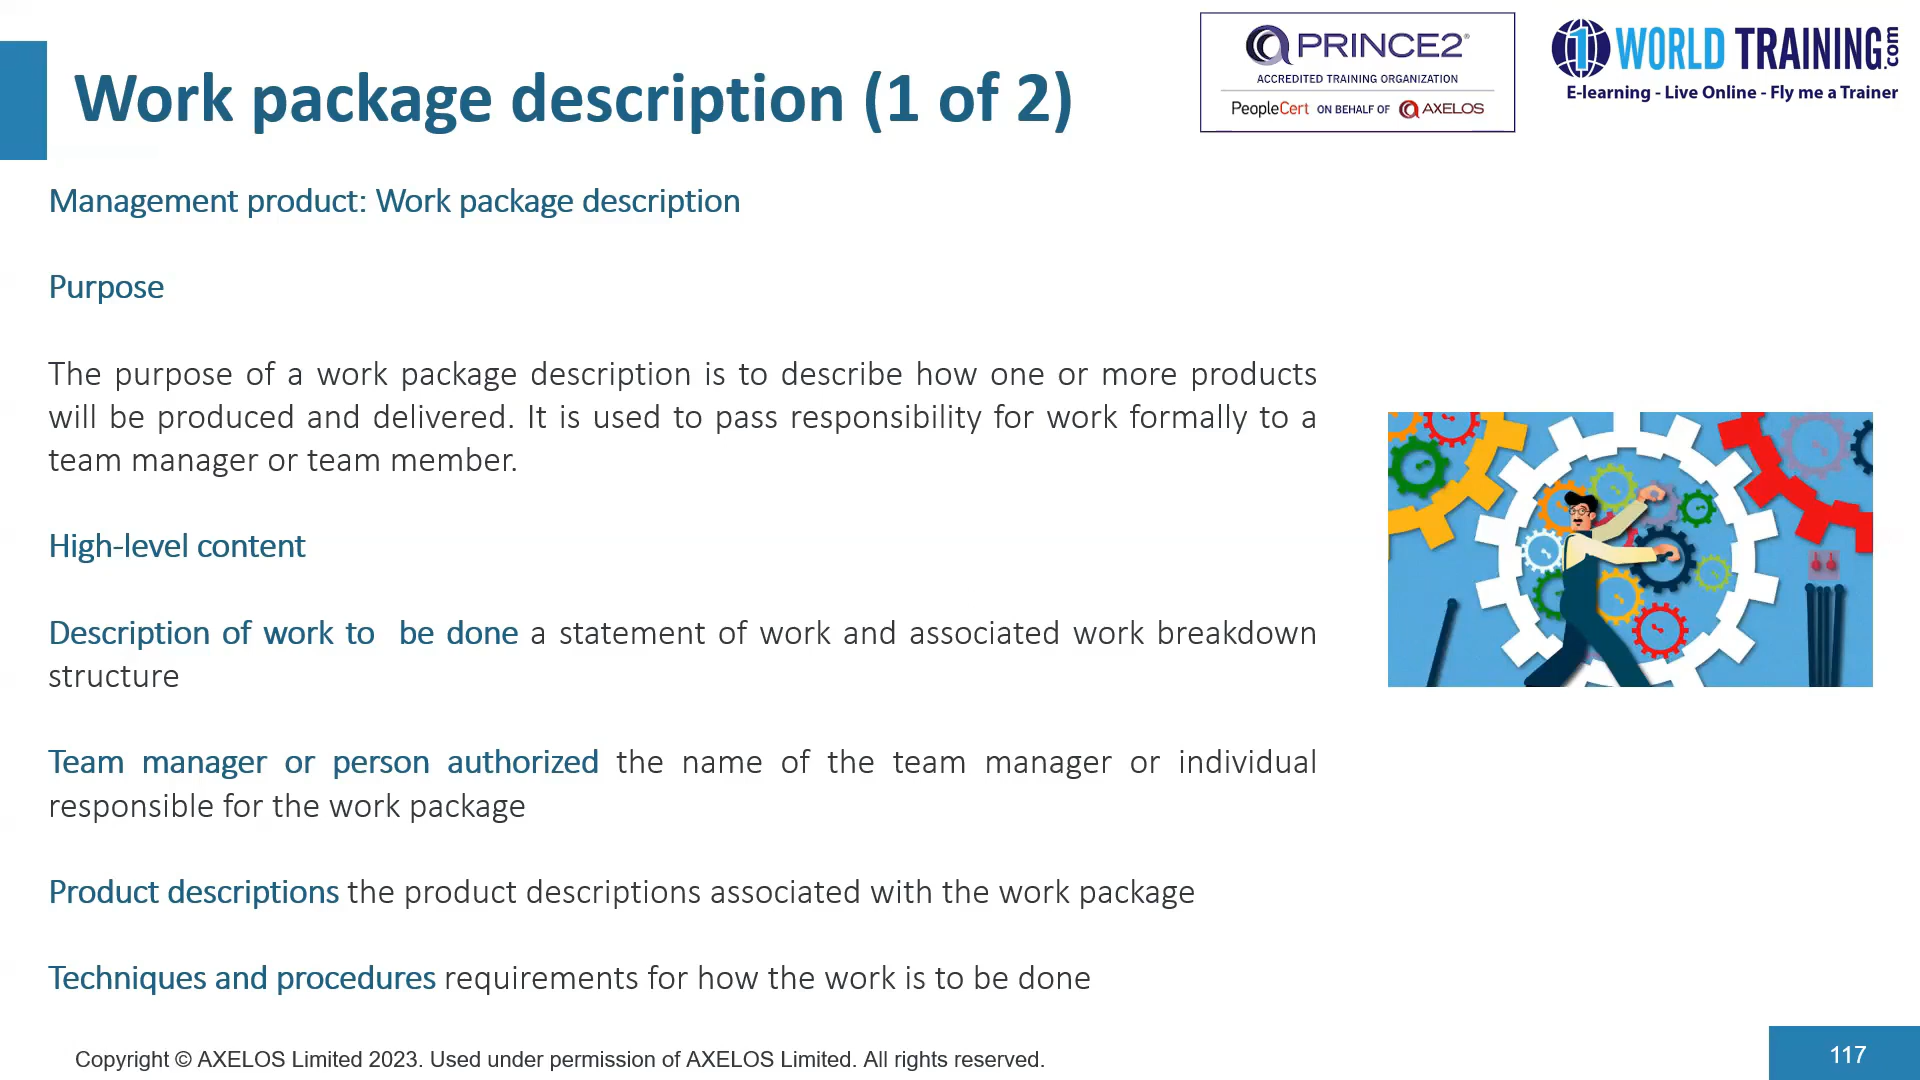 PRINCE2®
ACCREDITED TRAINING ORGANIZATION
PeopleCert ON BEHALF OF AXELOS
1 WORLD TRAINING.com
E-learning - Live Online - Fly me a Trainer
Work package description (1 of 2)
Management product: Work package description
Purpose
The purpose of a work package description is to describe how one or more products
will be produced and delivered. It is used to pass responsibility for work formally to a
team manager or team member.
High-level content
Description of work to  be done a statement of work and associated work breakdown
structure
Team manager or person authorized the name of the team manager or individual
responsible for the work package
Product descriptions the product descriptions associated with the work package
Techniques and procedures requirements for how the work is to be done
Copyright © AXELOS Limited 2023. Used under permission of AXELOS Limited. All rights reserved.
117